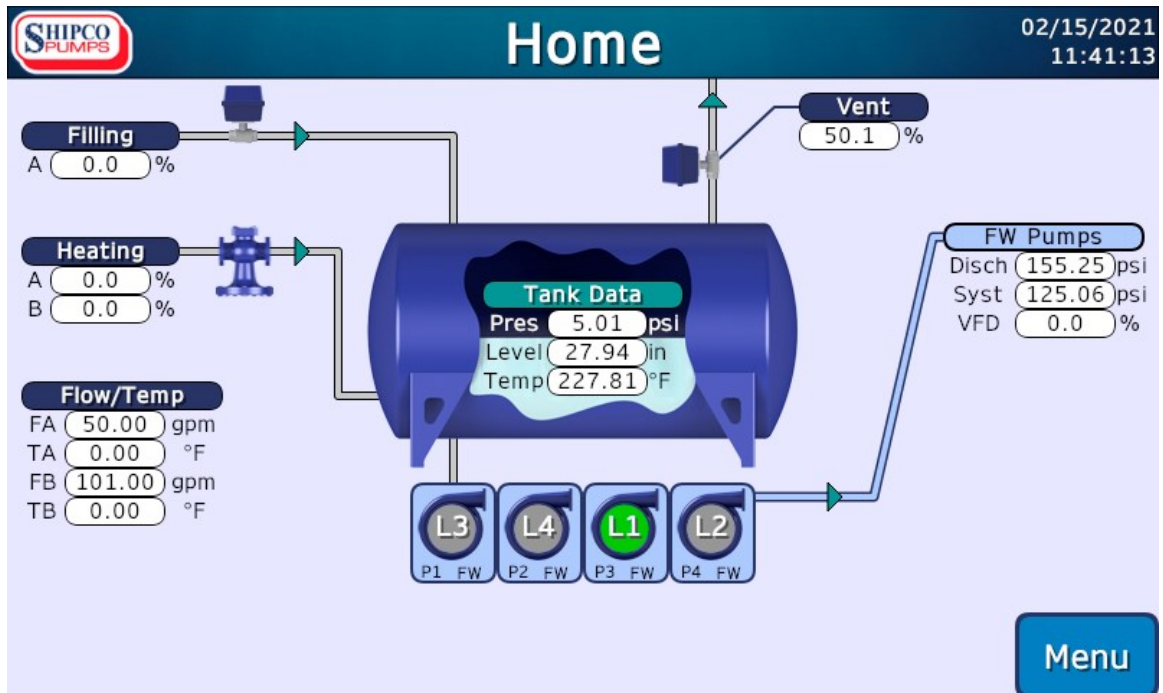 SHIPCO
PUMPS
Home
02/15/2021
11:41:13
Filling
A 0.0 %
Vent
50.1 %
Heating
A 0.0 %
B 0.0 %
FW Pumps
Disch 155.25 psi
Syst 125.06 psi
VFD 0.0 %
Tank Data
Pres 5.01 psi
Level 27.94 in
Temp 227.81 °F
Flow/Temp
FA 50.00 gpm
TA 0.00 °F
FB 101.00 gpm
TB 0.00 °F
L3 L4 L1 L2
P1 FW P2 FW P3 FW P4 FW
Menu